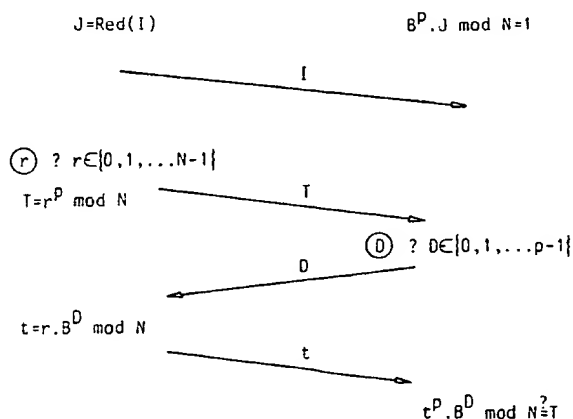 J=Red(I) B^P.J mod N=1
I
r ? r∈{0,1,...N-1}
T=r^P mod N
T
D ? D∈{0,1,...p-1}
D
t=r.B^D mod N
t
t^P.B^D mod N≟T